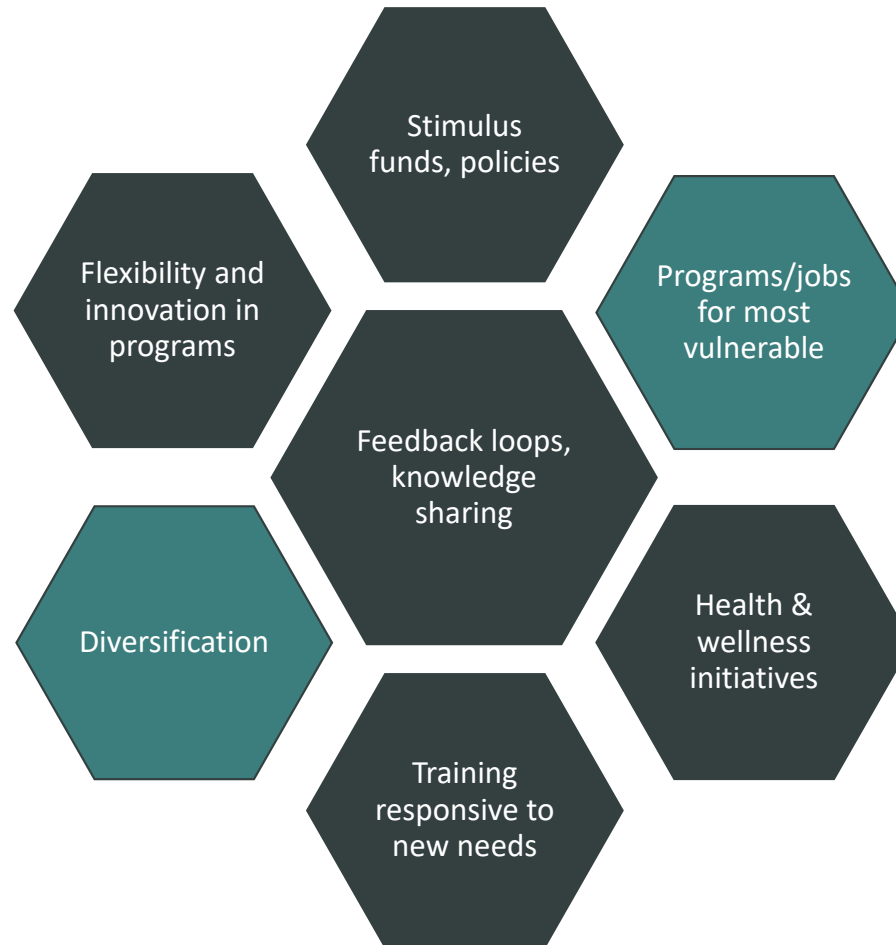 Stimulus
funds, policies
Flexibility and
innovation in
programs
Programs/jobs
for most
vulnerable
Feedback loops,
knowledge
sharing
Diversification
Health &
wellness
initiatives
Training
responsive to
new needs